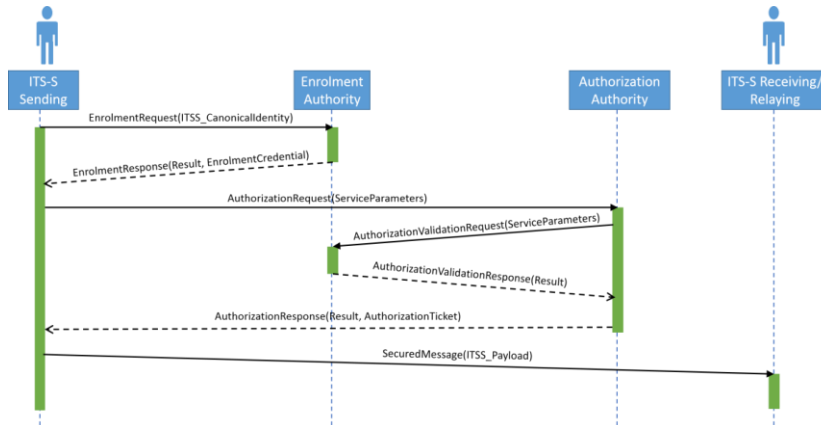 ITS-S
Sending
Enrolment
Authority
Authorization
Authority
ITS-S Receiving/
Relaying
EnrolmentRequest(ITSS_CanonicalIdentity)
EnrolmentResponse(Result, EnrolmentCredential)
AuthorizationRequest(ServiceParameters)
AuthorizationValidationRequest(ServiceParameters)
AuthorizationValidationResponse(Result)
AuthorizationResponse(Result, AuthorizationTicket)
SecuredMessage(ITSS_Payload)